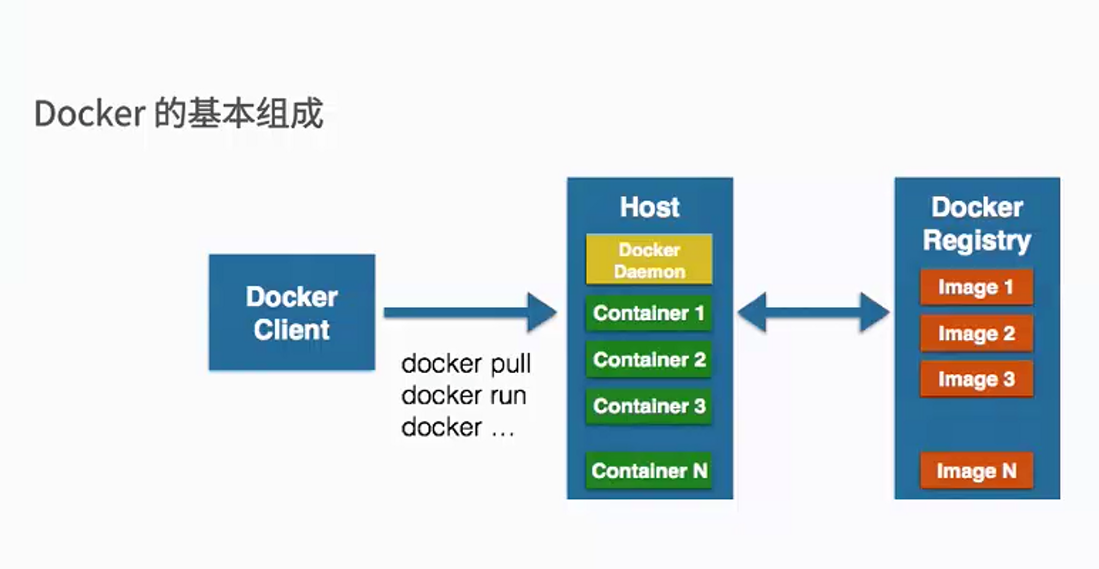 Docker 的基本组成
Docker
Client
docker pull
docker run
docker …
Host
Docker
Daemon
Container 1
Container 2
Container 3
Container N
Docker
Registry
Image 1
Image 2
Image 3
Image N